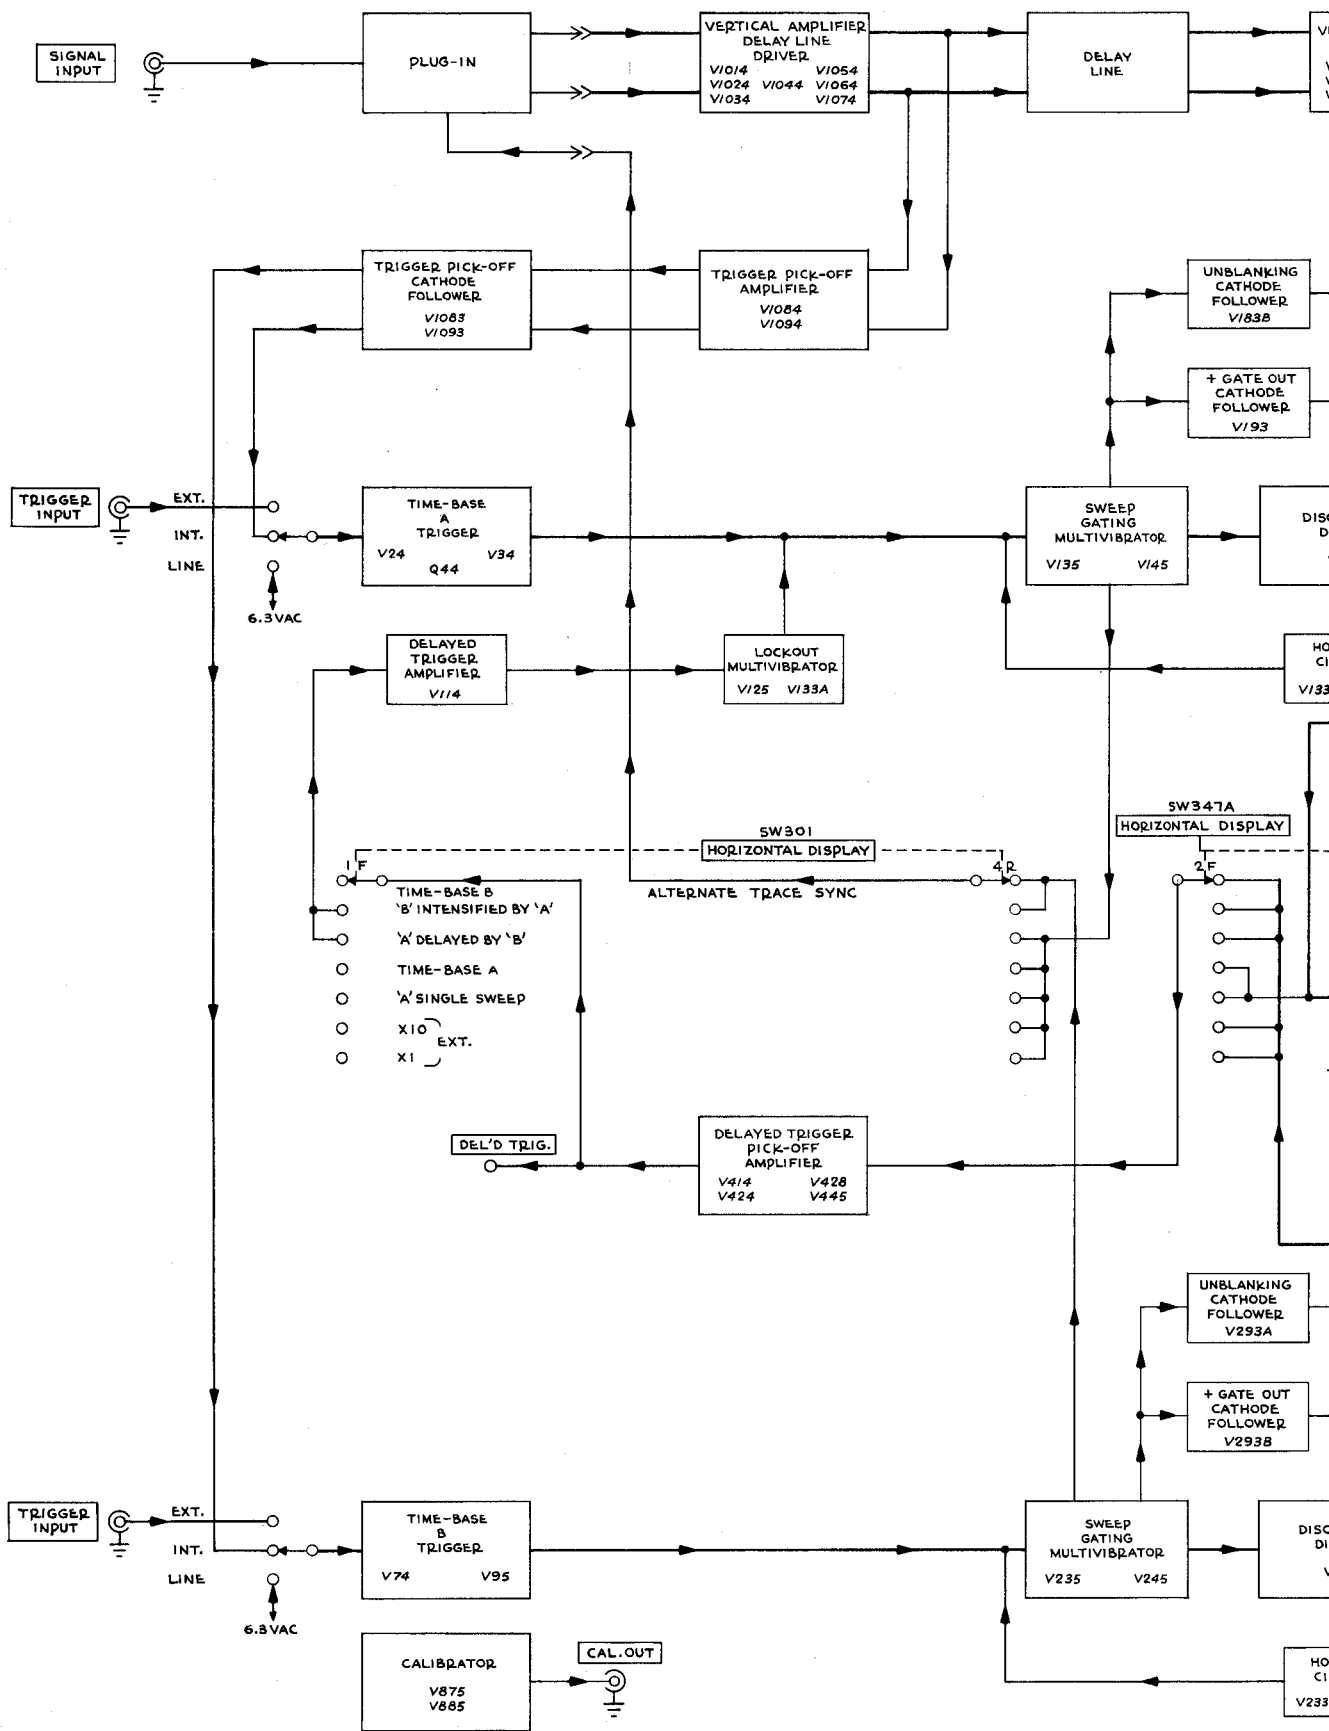 SIGNAL
INPUT
PLUG-IN
VERTICAL AMPLIFIER
DELAY LINE
DRIVER
V1014 V1054
V1024 V1044 V1064
V1034 V1074
DELAY
LINE
TRIGGER PICK-OFF
CATHODE
FOLLOWER
V1083
V1093
TRIGGER PICK-OFF
AMPLIFIER
V1084
V1094
UNBLANKING
CATHODE
FOLLOWER
V183B
+ GATE OUT
CATHODE
FOLLOWER
V193
TRIGGER
INPUT
EXT.
INT.
LINE
6.3VAC
TIME-BASE
A
TRIGGER
V24 V34
Q44
SWEEP
GATING
MULTIVIBRATOR
V135 V145
DELAYED
TRIGGER
AMPLIFIER
V114
LOCKOUT
MULTIVIBRATOR
V125 V133A
SW301
HORIZONTAL DISPLAY
SW347A
HORIZONTAL DISPLAY
1F
4R
2F
ALTERNATE TRACE SYNC
TIME-BASE B
'B' INTENSIFIED BY 'A'
'A' DELAYED BY 'B'
TIME-BASE A
'A' SINGLE SWEEP
X10
EXT.
X1
DEL'D TRIG.
DELAYED TRIGGER
PICK-OFF
AMPLIFIER
V414 V428
V424 V445
UNBLANKING
CATHODE
FOLLOWER
V293A
+ GATE OUT
CATHODE
FOLLOWER
V293B
TRIGGER
INPUT
EXT.
INT.
LINE
6.3VAC
TIME-BASE
B
TRIGGER
V74 V95
SWEEP
GATING
MULTIVIBRATOR
V235 V245
CALIBRATOR
V875
V885
CAL.OUT